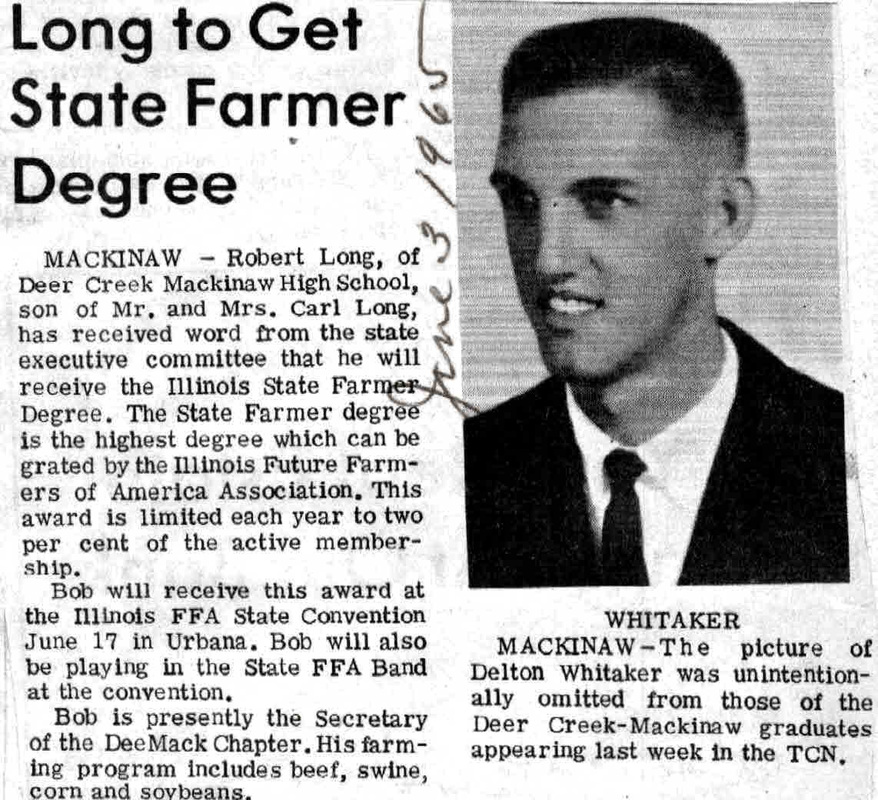 Long to Get
State Farmer
Degree
June 3 1965
MACKINAW - Robert Long, of
Deer Creek Mackinaw High School,
son of Mr. and Mrs. Carl Long,
has received word from the state
executive committee that he will
receive the Illinois State Farmer
Degree. The State Farmer degree
is the highest degree which can be
grated by the Illinois Future Farm-
ers of America Association. This
award is limited each year to two
per cent of the active member-
ship.
Bob will receive this award at
the Illinois FFA State Convention
June 17 in Urbana. Bob will also
be playing in the State FFA Band
at the convention.
Bob is presently the Secretary
of the DeeMack Chapter. His farm-
ing program includes beef, swine,
corn and soybeans.
WHITAKER
MACKINAW-The picture of
Delton Whitaker was unintention-
ally omitted from those of the
Deer Creek-Mackinaw graduates
appearing last week in the TCN.